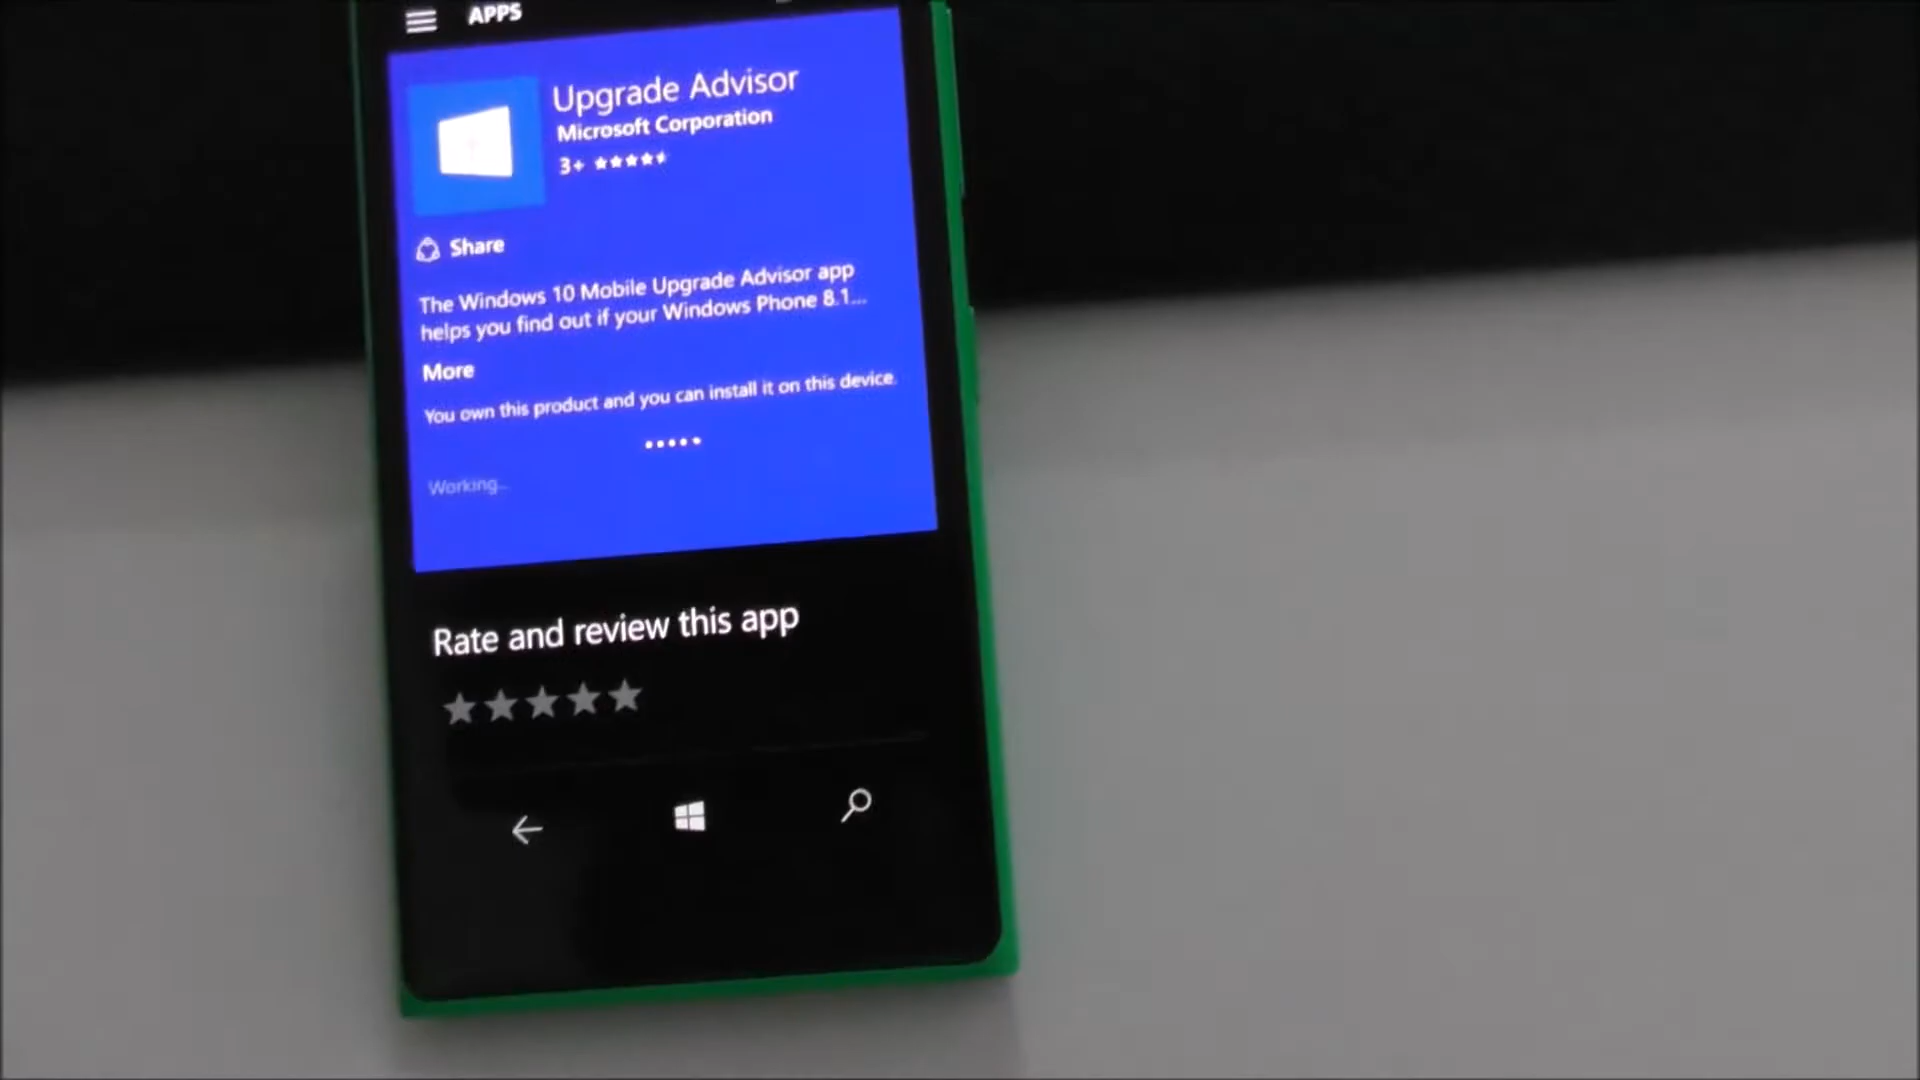 APPS
Upgrade Advisor
Microsoft Corporation
3+
Share
The Windows 10 Mobile Upgrade Advisor app
helps you find out if your Windows Phone 8.1...
More
You own this product and you can install it on this device.
Working...
Rate and review this app